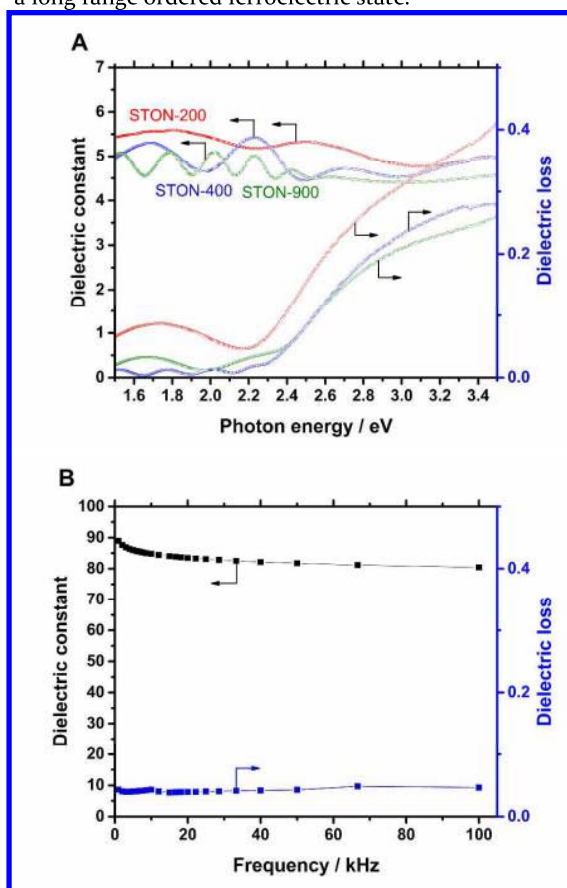 a long range ordered ferroelectric state.
A
7
6
5
4
3
2
1
0
Dielectric constant
STON-200
STON-400
STON-900
0.4
0.2
0.0
Dielectric loss
1.6 1.8 2.0 2.2 2.4 2.6 2.8 3.0 3.2 3.4
Photon energy / eV
B
100
90
80
70
60
50
40
30
20
10
0
Dielectric constant
0.4
0.2
0.0
Dielectric loss
0 20 40 60 80 100
Frequency / kHz